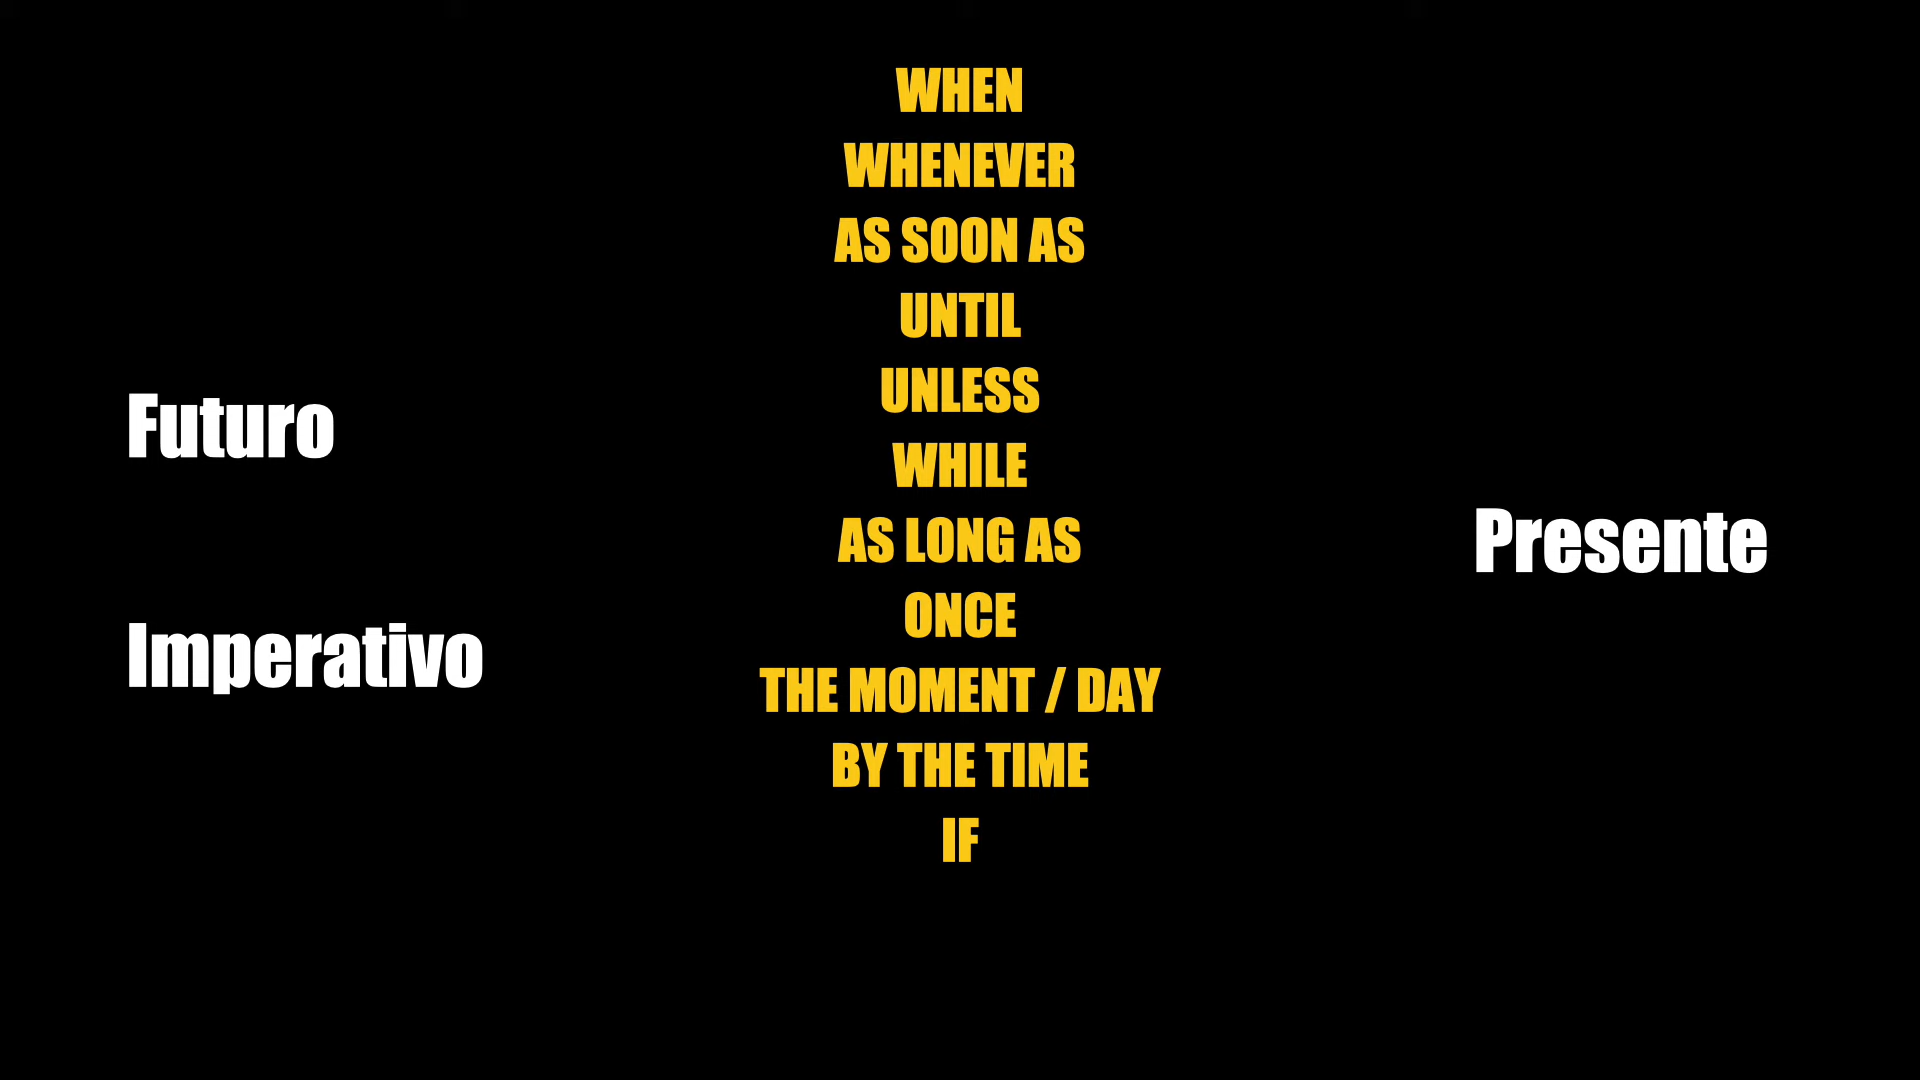 WHEN
WHENEVER
AS SOON AS
UNTIL
UNLESS
WHILE
AS LONG AS
ONCE
THE MOMENT / DAY
BY THE TIME
IF
Futuro
Imperativo
Presente